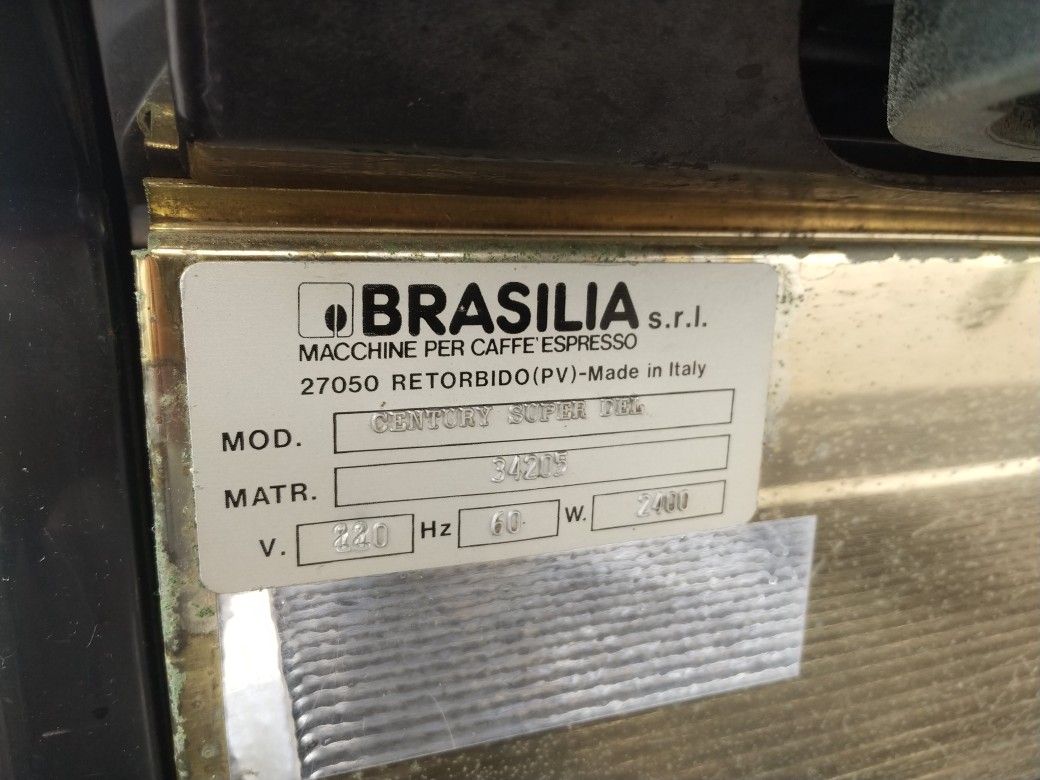 BRASILIA s.r.l.
MACCHINE PER CAFFE'ESPRESSO
27050 RETORBIDO(PV)-Made in Italy
MOD. CENTURY SUPER DEL
MATR. 34205
V. 220 Hz 60 W. 2400